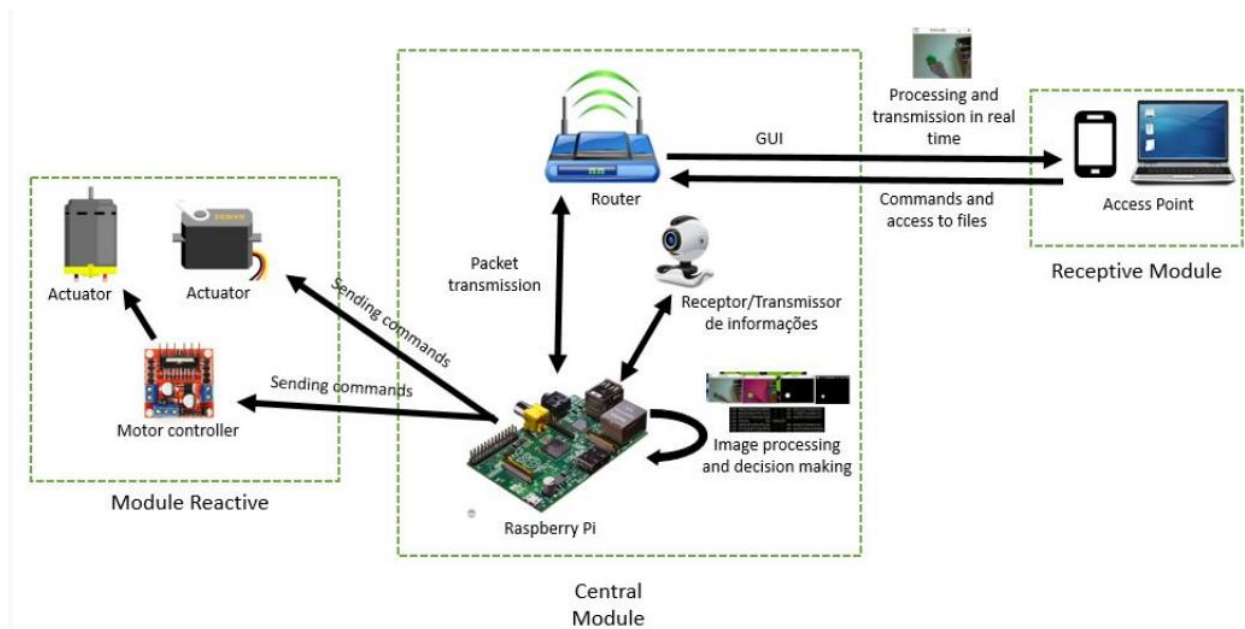 Processing and
transmission in real
time
GUI
Router
Commands and
access to files
Access Point
Receptive Module
Packet
transmission
Receptor/Transmissor
de informações
Actuator
Actuator
Sending commands
Sending commands
Motor controller
Module Reactive
Image processing
and decision making
Raspberry Pi
Central
Module